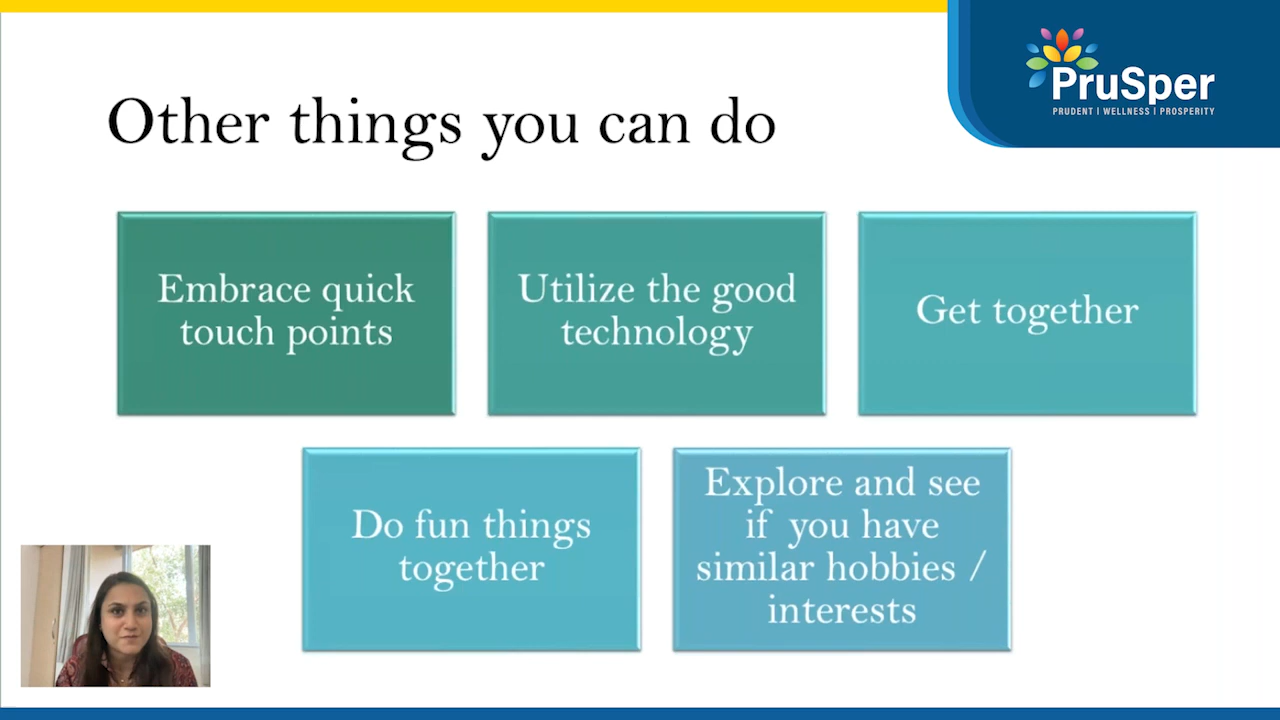 PruSper
PRUDENT | WELLNESS | PROSPERITY
Other things you can do
Embrace quick
touch points
Utilize the good
technology
Get together
Do fun things
together
Explore and see
if you have
similar hobbies /
interests